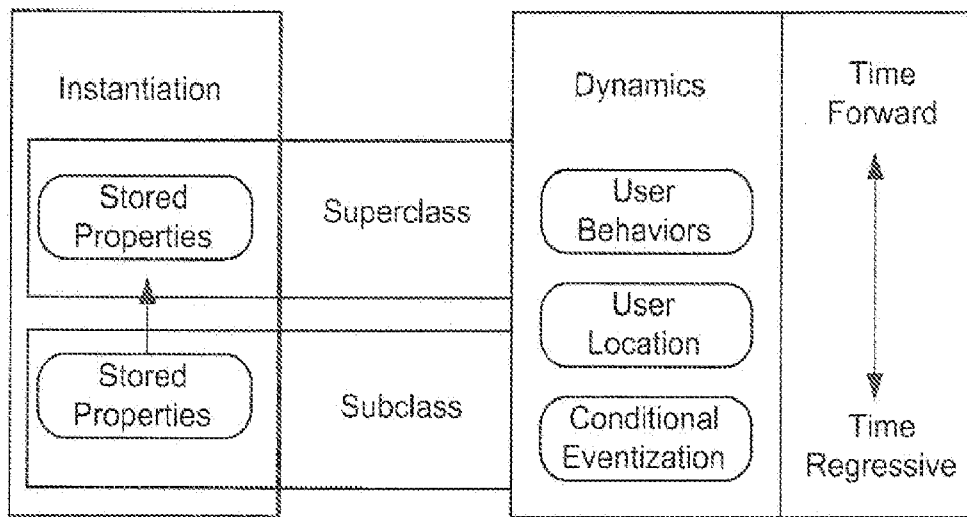 Instantiation
Stored
Properties
Stored
Properties
Superclass
Subclass
Dynamics
User
Behaviors
User
Location
Conditional
Eventization
Time
Forward
Time
Regressive